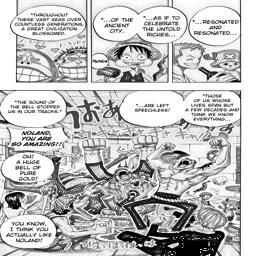 "THROUGHOUT
THESE VAST SEAS OVER
COUNTLESS GENERATIONS,
A GREAT CIVILIZATION
BLOSSOMED.
"...OF THE
ANCIENT
CITY.
"...AS IF TO
CELEBRATE
THE UNTOLD
RICHES...
"...RESONATED
AND
RESONATED...
"THE SOUND OF
THE BELL STOPPED
US IN OUR TRACKS."
"...ARE LEFT
SPEECHLESS!
"THOSE
OF US WHOSE
LIVES SPAN BUT
A FEW DECADES AND
THINK WE KNOW
EVERYTHING...
NOLAND,
YOU ARE
SO AMAZING!!
OH!
A HUGE
BELL OF
PURE
GOLD!
YOU KNOW,
I THINK YOU
ACTUALLY LIKE
NOLAND!